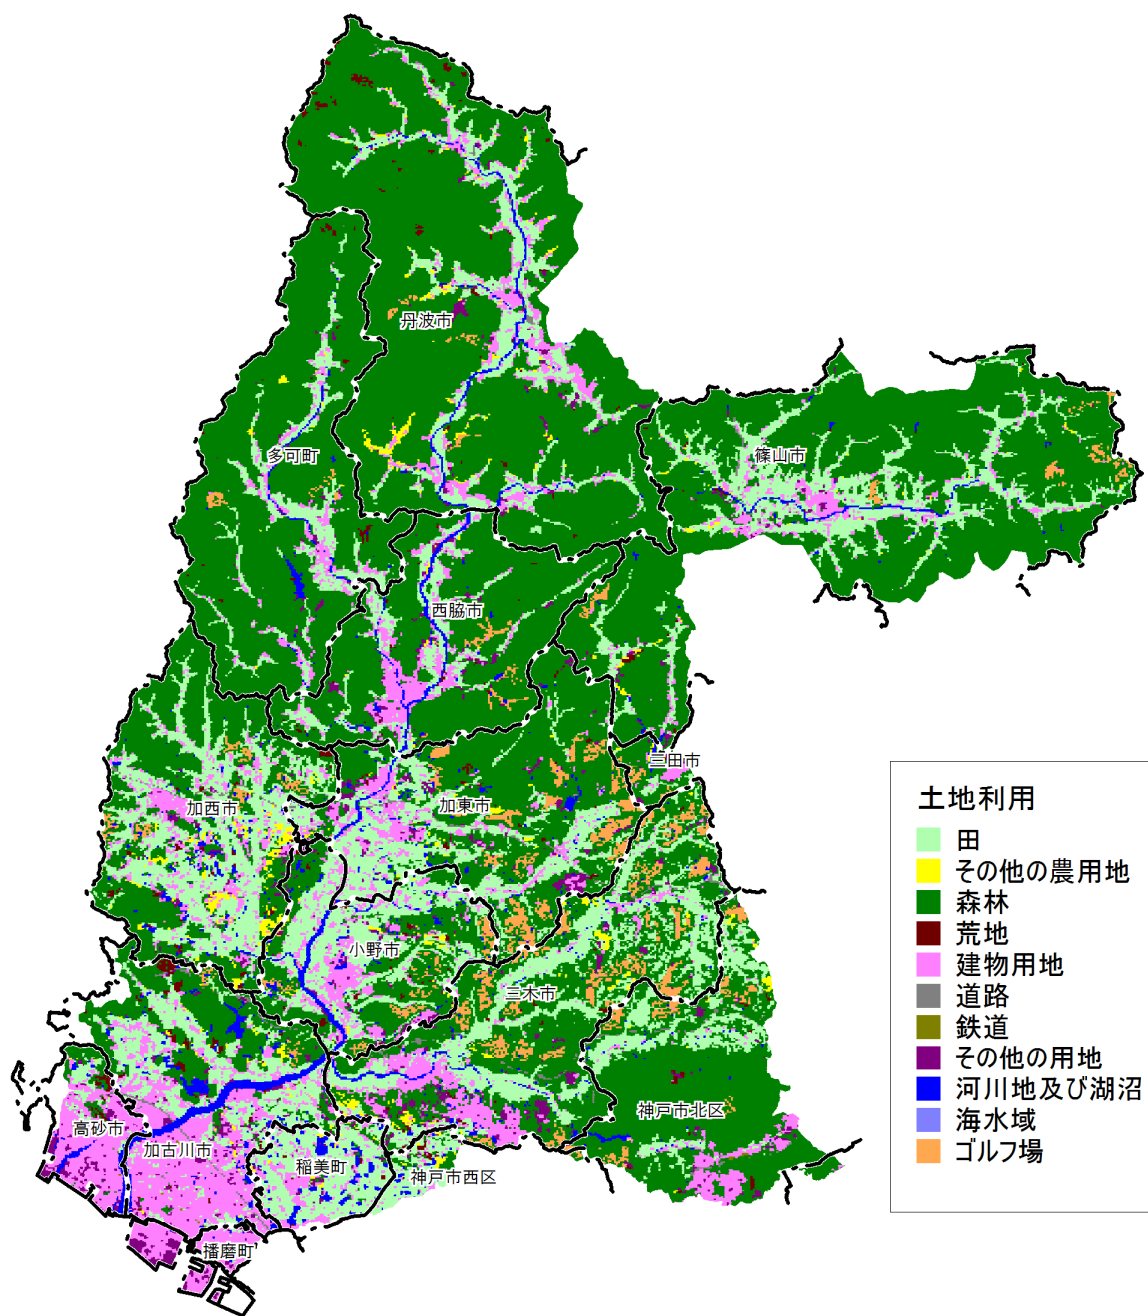 丹波市
多可町
篠山市
西脇市
三田市
加西市
加東市
小野市
三木市
神戸市北区
高砂市
加古川市
稲美町
神戸市西区
播磨町
土地利用
田
その他の農用地
森林
荒地
建物用地
道路
鉄道
その他の用地
河川地及び湖沼
海水域
ゴルフ場